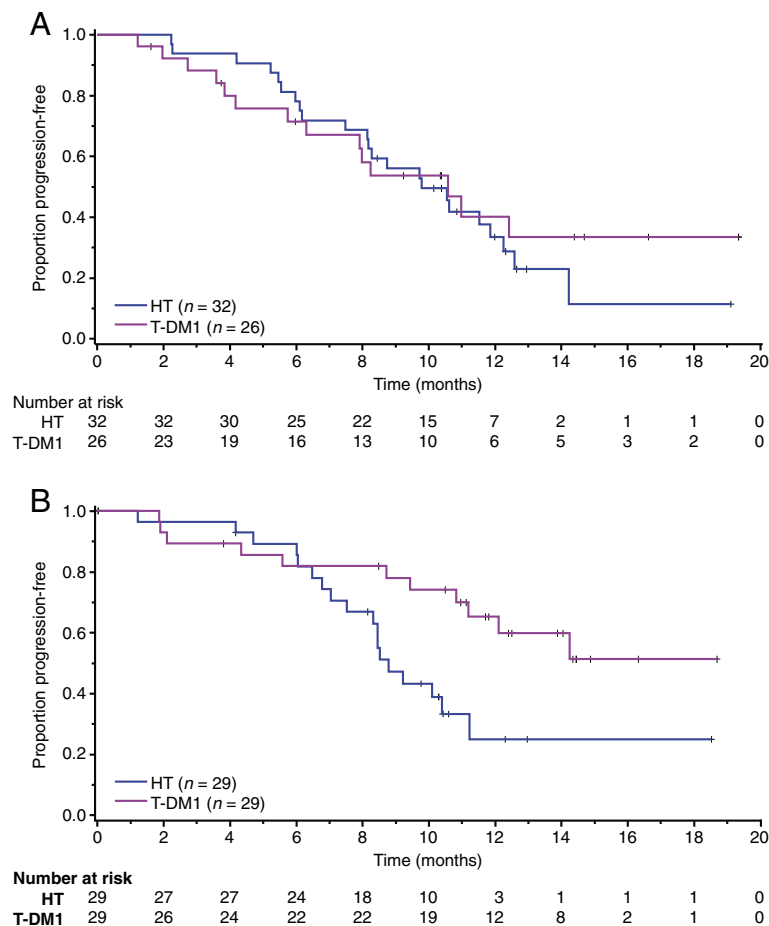 A
Proportion progression-free
1.0
0.8
0.6
0.4
0.2
0.0
HT (n = 32)
T-DM1 (n = 26)
0 2 4 6 8 10 12 14 16 18 20
Time (months)
Number at risk
HT 32 32 30 25 22 15 7 2 1 1 0
T-DM1 26 23 19 16 13 10 6 5 3 2 0
B
Proportion progression-free
1.0
0.8
0.6
0.4
0.2
0.0
HT (n = 29)
T-DM1 (n = 29)
0 2 4 6 8 10 12 14 16 18 20
Time (months)
Number at risk
HT 29 27 27 24 18 10 3 1 1 1 0
T-DM1 29 26 24 22 22 19 12 8 2 1 0